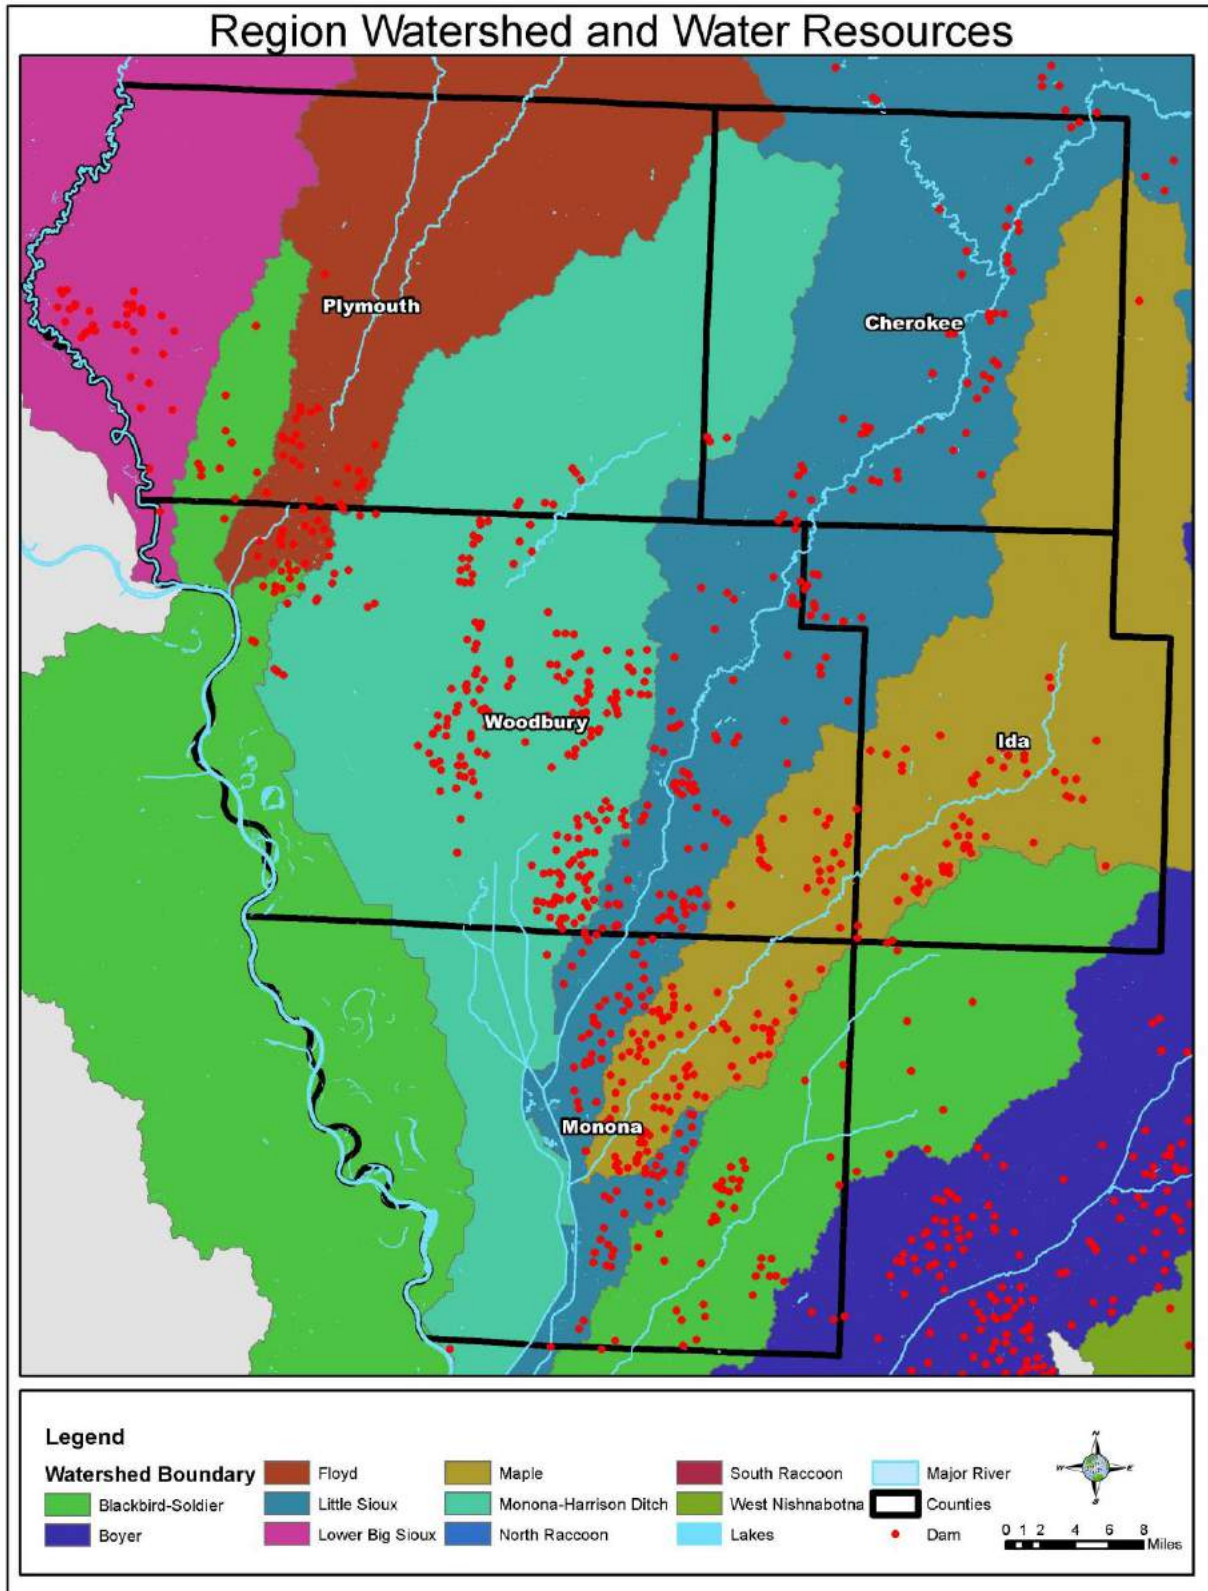 Region Watershed and Water Resources
Plymouth
Cherokee
Woodbury
Ida
Monona
Legend
Watershed Boundary
Blackbird-Soldier
Boyer
Floyd
Little Sioux
Lower Big Sioux
Maple
Monona-Harrison Ditch
North Raccoon
South Raccoon
West Nishnabotna
Lakes
Major River
Counties
Dam
N
W E
S
0 1 2 4 6 8
Miles